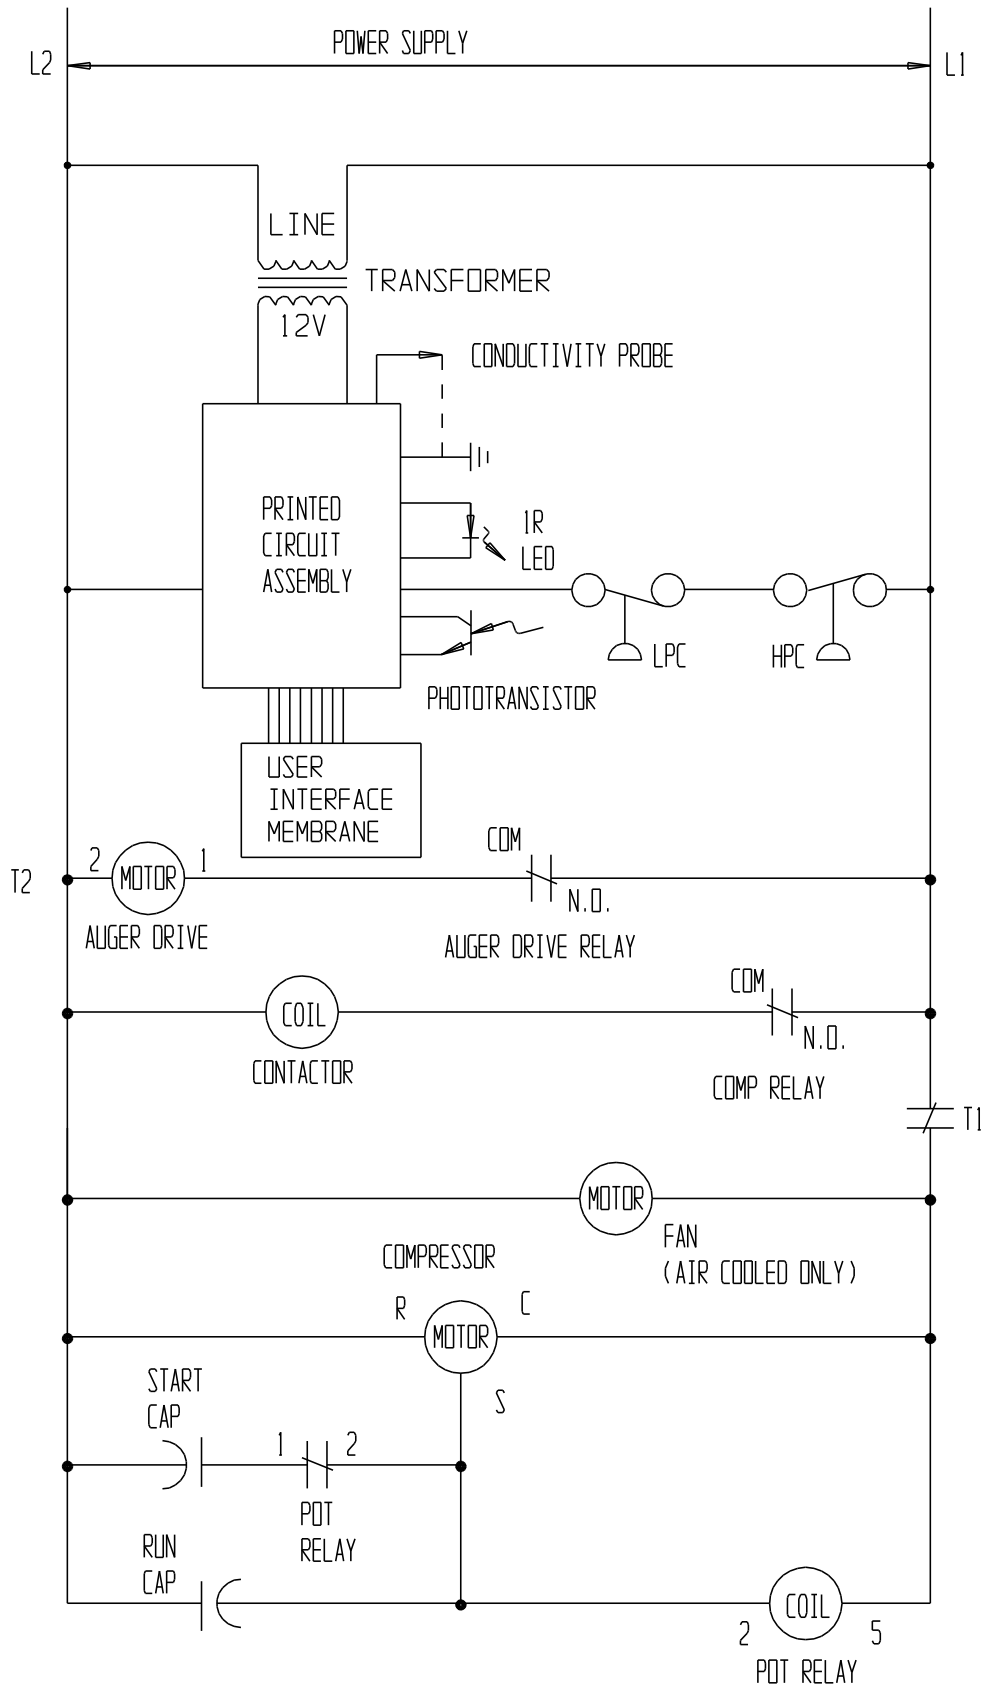 POWER SUPPLY
L2
L1
LINE
TRANSFORMER
12V
CONDUCTIVITY PROBE
PRINTED
CIRCUIT
ASSEMBLY
1R
LED
LPC
HPC
PHOTOTRANSISTOR
USER
INTERFACE
MEMBRANE
COM
2
MOTOR
1
T2
N.O.
AUGER DRIVE
AUGER DRIVE RELAY
COM
COIL
N.O.
CONTACTOR
COMP RELAY
T1
MOTOR
FAN
(AIR COOLED ONLY)
COMPRESSOR
R
C
MOTOR
START
CAP
S
1
2
POT
RELAY
RUN
CAP
COIL
2
5
POT RELAY